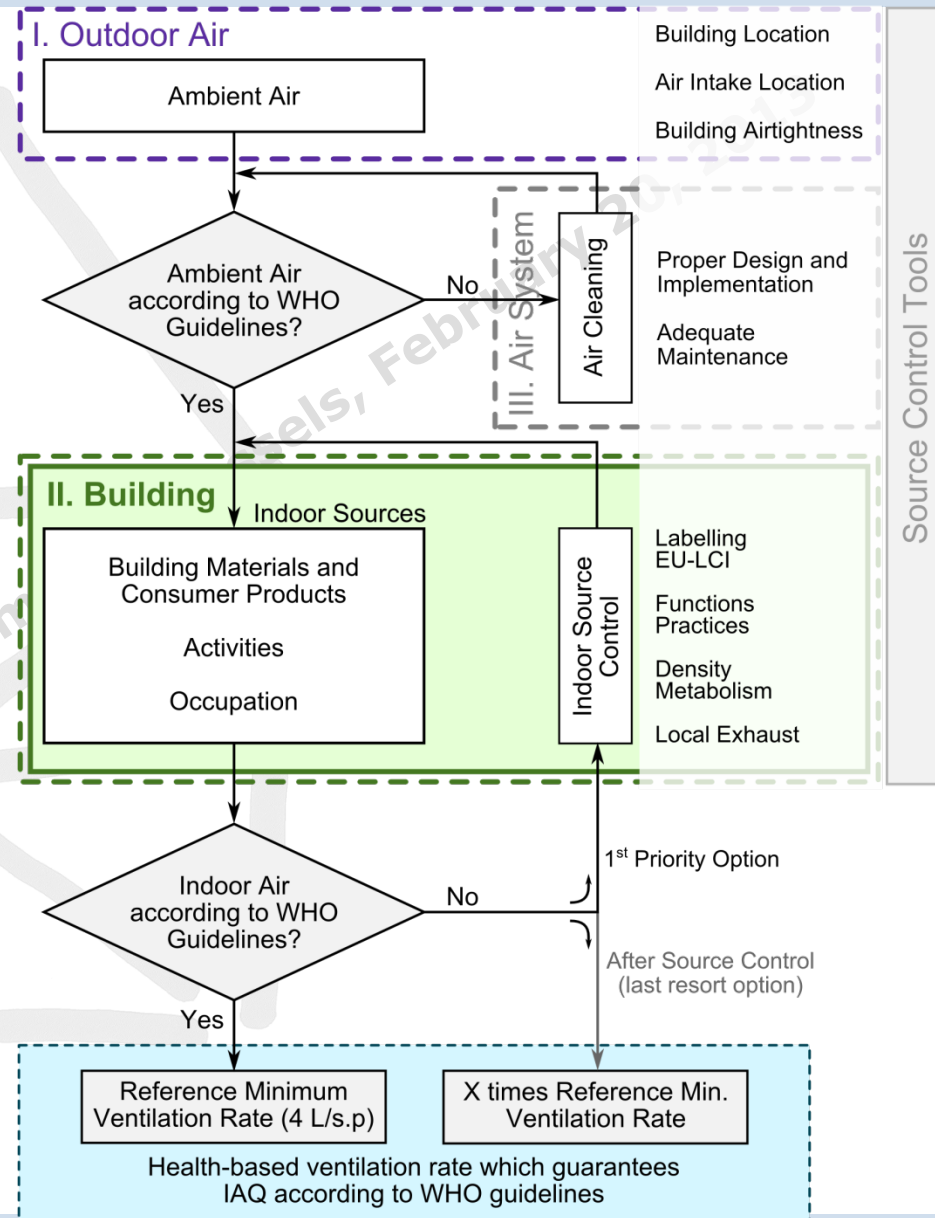 I. Outdoor Air
Ambient Air
Building Location
Air Intake Location
Building Airtightness
Ambient Air
according to WHO
Guidelines?
No
Yes
III. Air System
Air Cleaning
Proper Design and
Implementation
Adequate
Maintenance
Source Control Tools
II. Building
Indoor Sources
Building Materials and
Consumer Products
Activities
Occupation
Indoor Source
Control
Labelling
EU-LCI
Functions
Practices
Density
Metabolism
Local Exhaust
Indoor Air
according to WHO
Guidelines?
No
Yes
1st Priority Option
After Source Control
(last resort option)
Reference Minimum
Ventilation Rate (4 L/s.p)
X times Reference Min.
Ventilation Rate
Health-based ventilation rate which guarantees
IAQ according to WHO guidelines
February 20, 2013